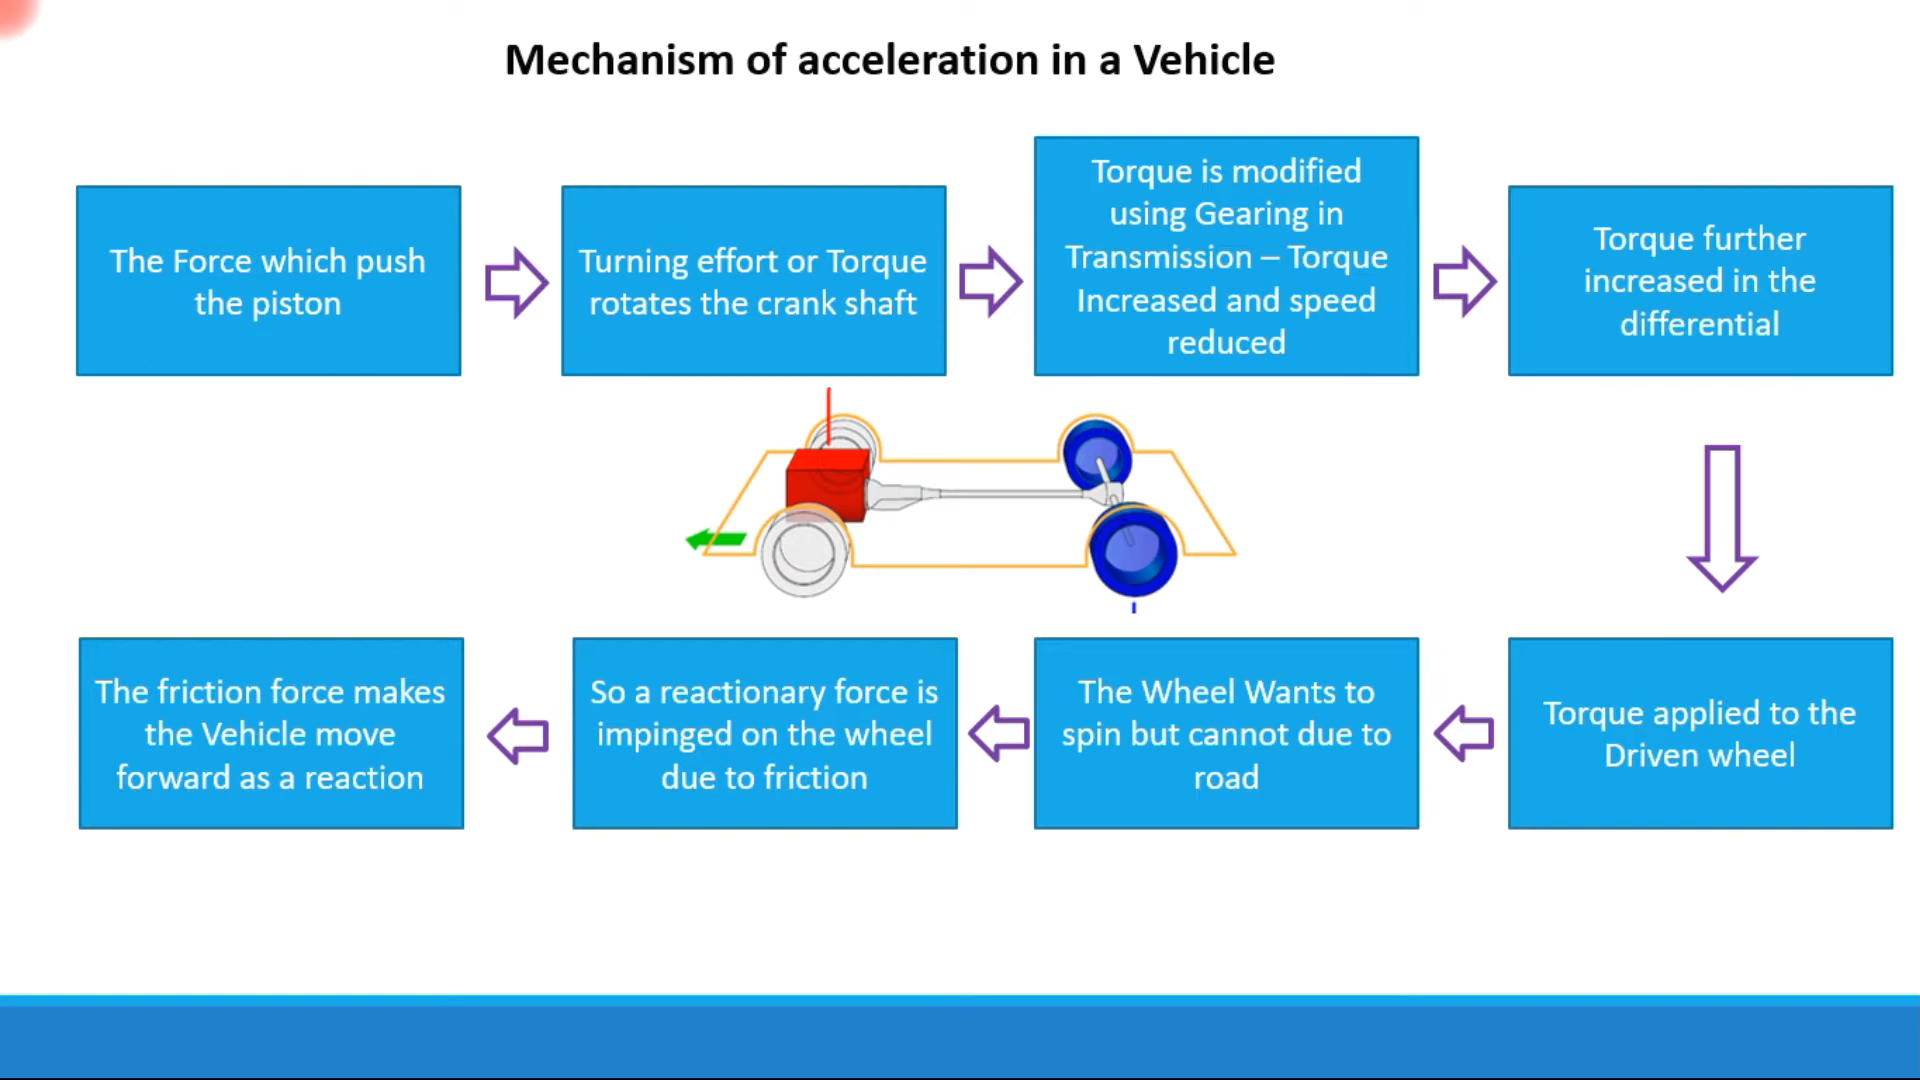 Mechanism of acceleration in a Vehicle
The Force which push
the piston
Turning effort or Torque
rotates the crank shaft
Torque is modified
using Gearing in
Transmission – Torque
Increased and speed
reduced
Torque further
increased in the
differential
Torque applied to the
Driven wheel
The Wheel Wants to
spin but cannot due to
road
So a reactionary force is
impinged on the wheel
due to friction
The friction force makes
the Vehicle move
forward as a reaction